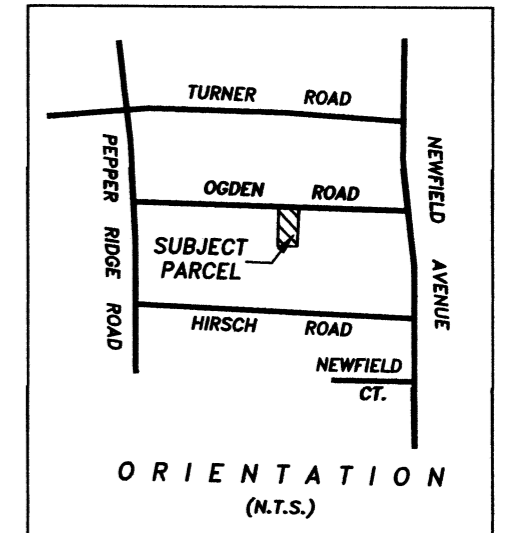 TURNER ROAD
PEPPER RIDGE ROAD
NEWFIELD AVENUE
OGDEN ROAD
SUBJECT
PARCEL
HIRSCH ROAD
NEWFIELD
CT.
ORIENTATION
(N.T.S.)